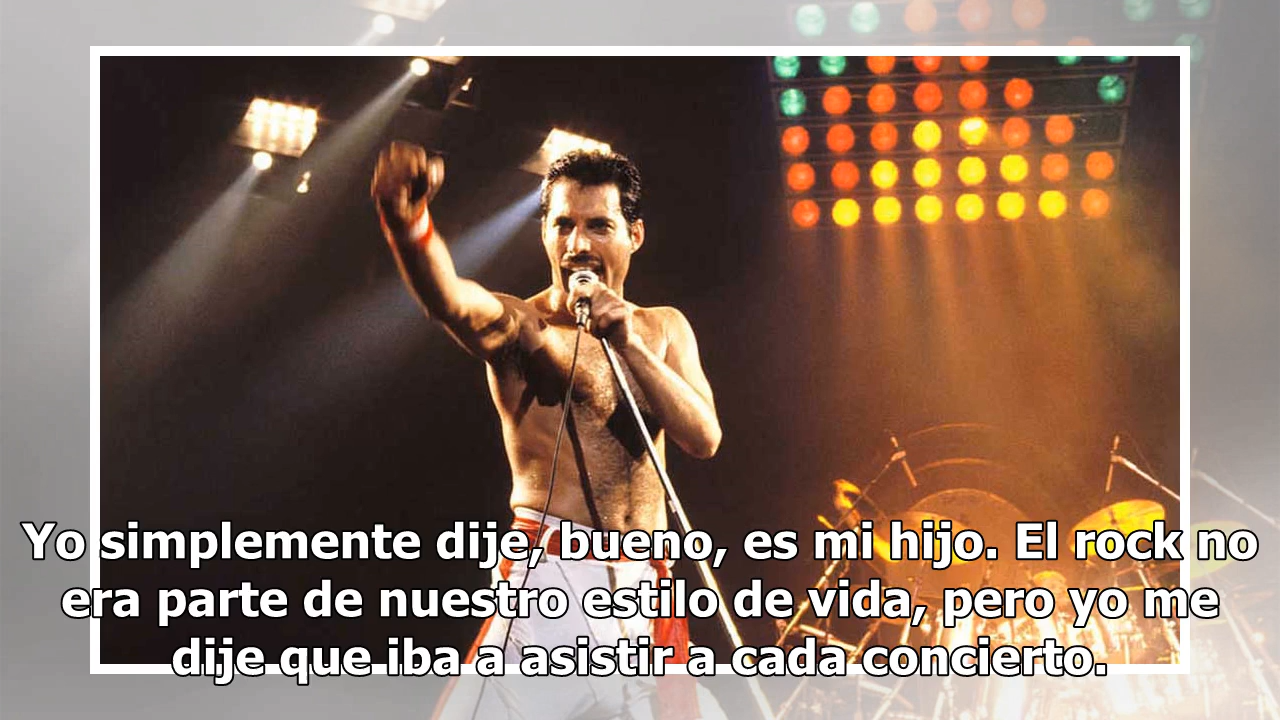 Yo simplemente dije, bueno, es mi hijo. El rock no
era parte de nuestro estilo de vida, pero yo me
dije que iba a asistir a cada concierto.